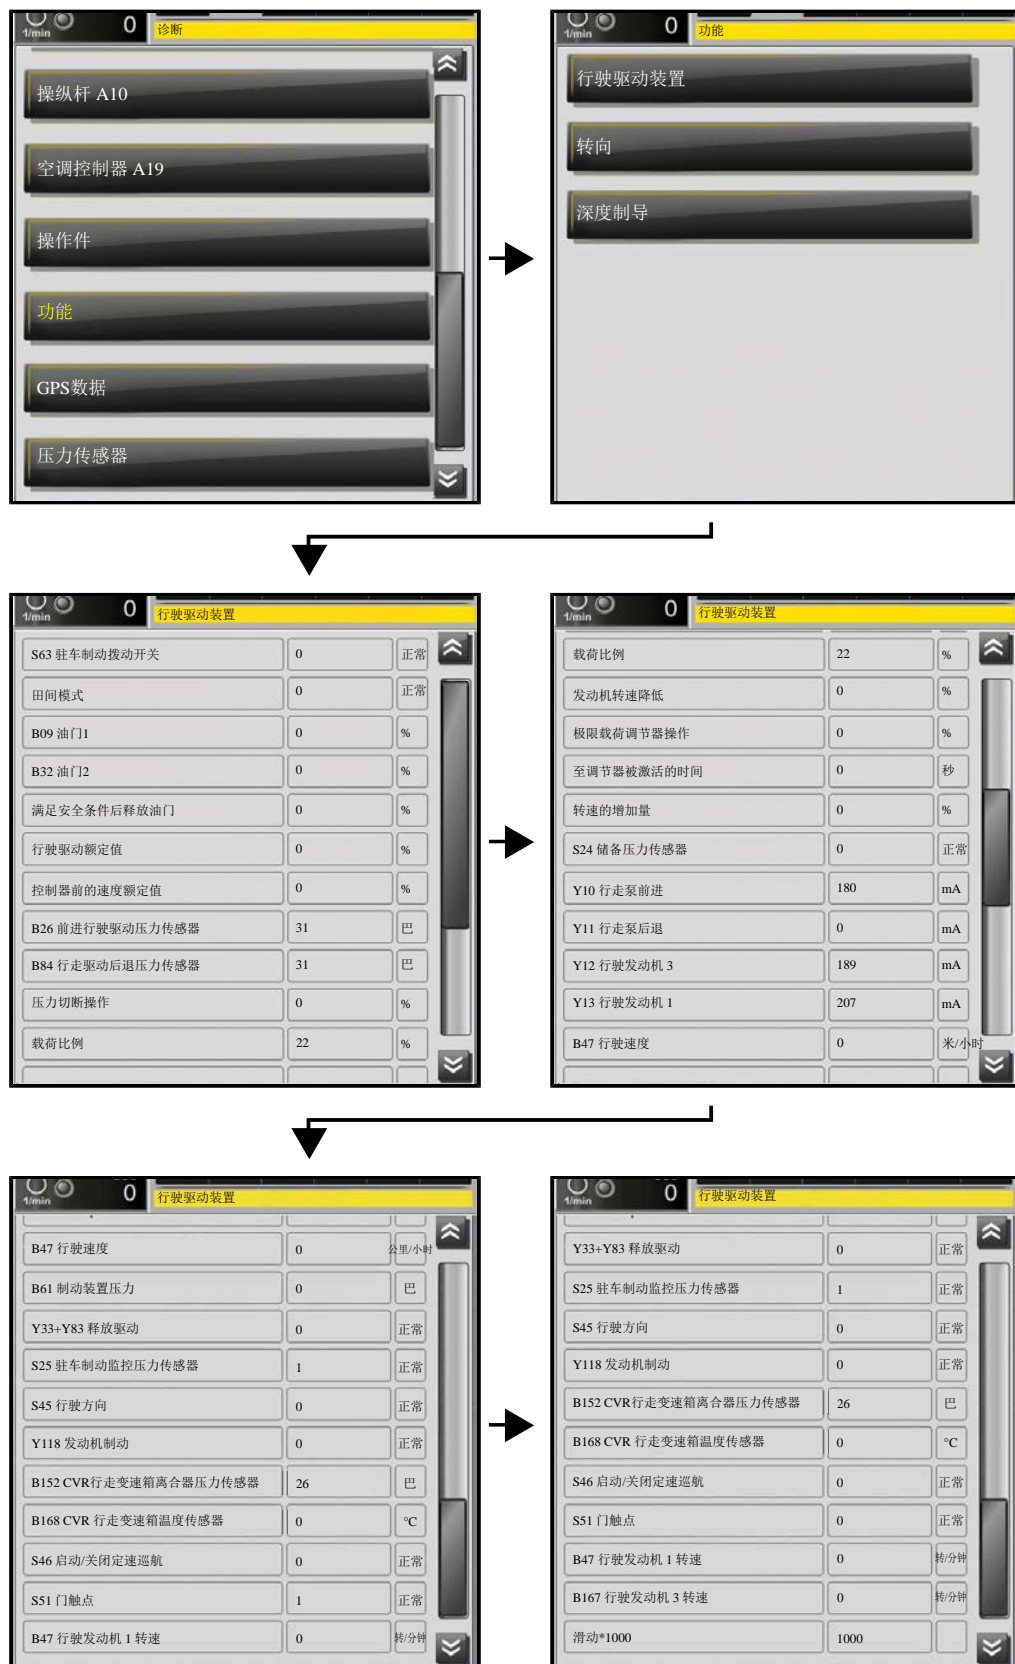 1/min
0
诊断
操纵杆 A10
空调控制器 A19
操作件
功能
GPS数据
压力传感器
1/min
0
功能
行驶驱动装置
转向
深度制导
1/min
0
行驶驱动装置
S63 驻车制动拨动开关 0 正常
田间模式 0 正常
B09 油门1 0 %
B32 油门2 0 %
满足安全条件后释放油门 0 %
行驶驱动额定值 0 %
控制器前的速度额定值 0 %
B26 前进行驶驱动压力传感器 31 巴
B84 行走驱动后退压力传感器 31 巴
压力切断操作 0 %
载荷比例 22 %
1/min
0
行驶驱动装置
载荷比例 22 %
发动机转速降低 0 %
极限载荷调节器操作 0 %
至调节器被激活的时间 0 秒
转速的增加量 0 %
S24 储备压力传感器 0 正常
Y10 行走泵前进 180 mA
Y11 行走泵后退 0 mA
Y12 行驶发动机 3 189 mA
Y13 行驶发动机 1 207 mA
B47 行驶速度 0 米/小时
1/min
0
行驶驱动装置
B47 行驶速度 0 公里/小时
B61 制动装置压力 0 巴
Y33+Y83 释放驱动 0 正常
S25 驻车制动监控压力传感器 1 正常
S45 行驶方向 0 正常
Y118 发动机制动 0 正常
B152 CVR行走变速箱离合器压力传感器 26 巴
B168 CVR 行走变速箱温度传感器 0 °C
S46 启动/关闭定速巡航 0 正常
S51 门触点 1 正常
B47 行驶发动机 1 转速 0 转/分钟
1/min
0
行驶驱动装置
Y33+Y83 释放驱动 0 正常
S25 驻车制动监控压力传感器 1 正常
S45 行驶方向 0 正常
Y118 发动机制动 0 正常
B152 CVR行走变速箱离合器压力传感器 26 巴
B168 CVR 行走变速箱温度传感器 0 °C
S46 启动/关闭定速巡航 0 正常
S51 门触点 0 正常
B47 行驶发动机 1 转速 0 转/分钟
B167 行驶发动机 3 转速 0 转/分钟
滑动*1000 1000